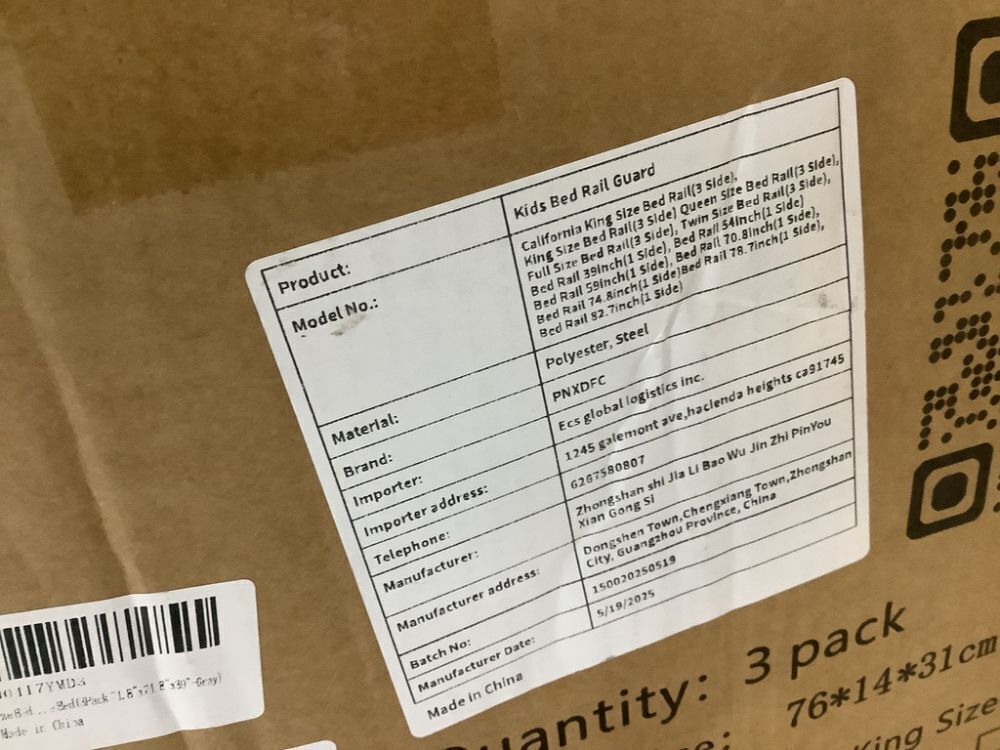 Product: Kids Bed Rail Guard
Model No.: California King Size Bed Rail(3 Side),
King Size Bed Rail(3 Side) Queen Size Bed Rail(3 Side),
Full Size Bed Rail(3 Side), Twin Size Bed Rail(3 Side),
Bed Rail 39inch(1 Side), Bed Rail 54inch(1 Side)
Bed Rail 59inch(1 Side), Bed Rail 70.8inch(1 Side),
Bed Rail 74.8inch(1 Side)Bed Rail 78.7inch(1 Side),
Bed Rail 82.7inch(1 Side)
Material: Polyester, Steel
Brand: PNXDFC
Importer: Ecs global logistics inc.
Importer address: 1245 galemont ave,hacienda heights ca91745
Telephone: 6267580807
Manufacturer: Zhongshan shi Jia Li Bao Wu Jin Zhi PinYou
Xian Gong Si
Manufacturer address: Dongshen Town,Chengxiang Town,Zhongshan
City, Guangzhou Province, China
Batch No: 150020250519
Manufacturer Date: 5/19/2025
Made in China
Quantity: 3 pack
76*14*31cm
King Size
Made in China